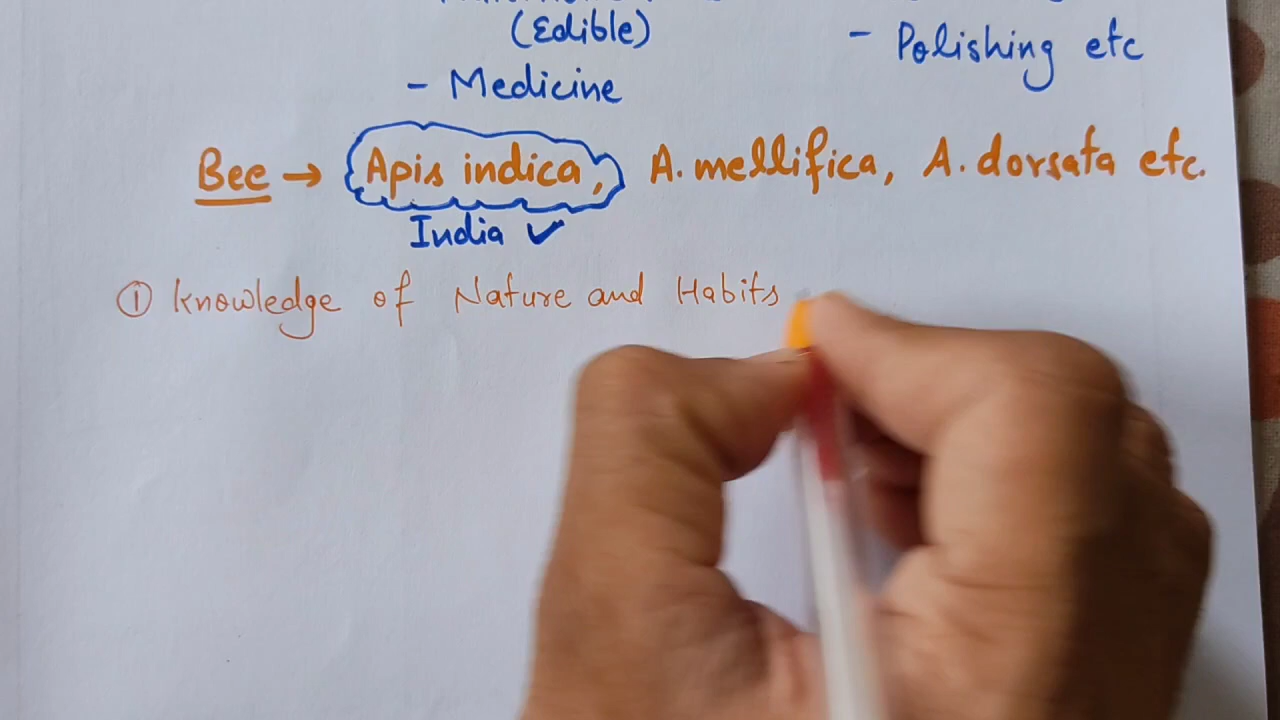 (Edible)
- Polishing etc
- Medicine
Bee → Apis indica, A. mellifica, A. dorsata etc.
India ✓
① Knowledge of Nature and Habits